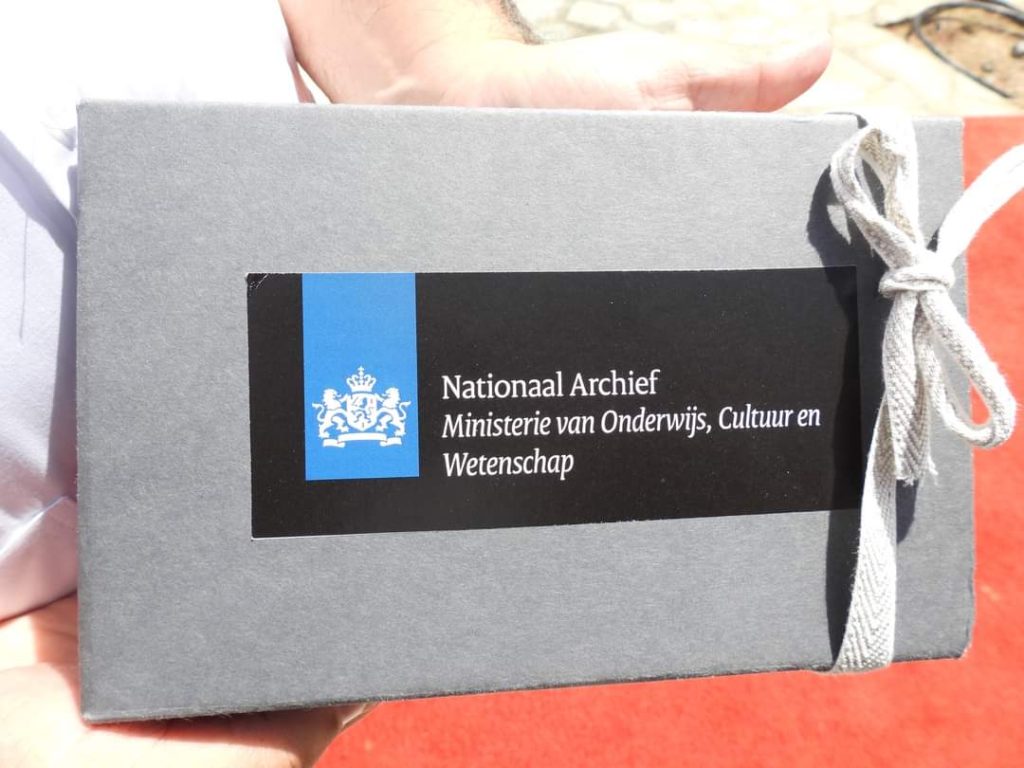 Nationaal Archief
Ministerie van Onderwijs, Cultuur en
Wetenschap